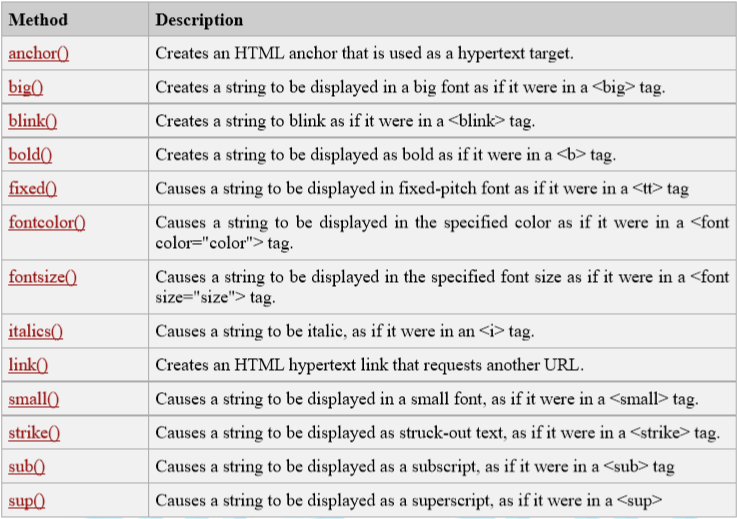 Method Description
anchor() Creates an HTML anchor that is used as a hypertext target.
big() Creates a string to be displayed in a big font as if it were in a <big> tag.
blink() Creates a string to blink as if it were in a <blink> tag.
bold() Creates a string to be displayed as bold as if it were in a <b> tag.
fixed() Causes a string to be displayed in fixed-pitch font as if it were in a <tt> tag
fontcolor() Causes a string to be displayed in the specified color as if it were in a <font
color="color"> tag.
fontsize() Causes a string to be displayed in the specified font size as if it were in a <font
size="size"> tag.
italics() Causes a string to be italic, as if it were in an <i> tag.
link() Creates an HTML hypertext link that requests another URL.
small() Causes a string to be displayed in a small font, as if it were in a <small> tag.
strike() Causes a string to be displayed as struck-out text, as if it were in a <strike> tag.
sub() Causes a string to be displayed as a subscript, as if it were in a <sub> tag
sup() Causes a string to be displayed as a superscript, as if it were in a <sup>